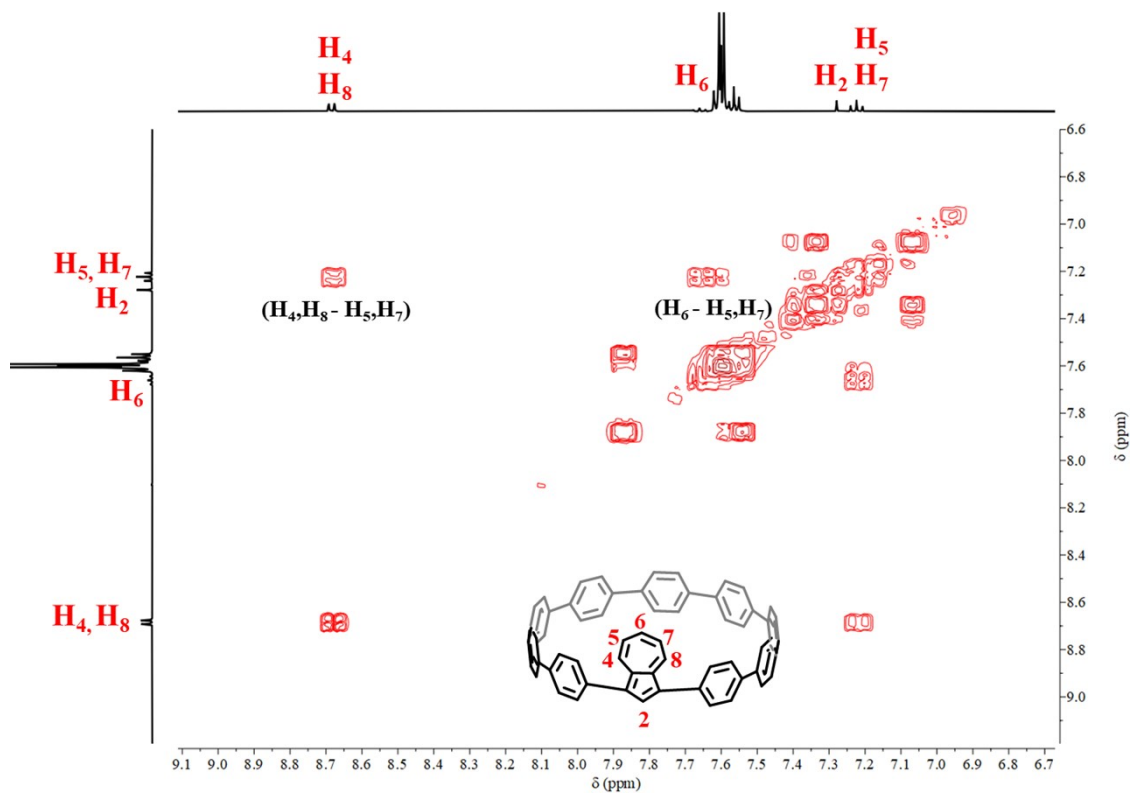 H₄
H₈
H₆
H₂
H₅
H₇
6.6
6.8
7.0
7.2
7.4
7.6
7.8
8.0
8.2
8.4
8.6
8.8
9.0
δ (ppm)
H₅, H₇
H₂
H₆
H₄, H₈
(H₄,H₈ - H₅,H₇)
(H₆ - H₅,H₇)
6
5 7
4 8
2
9.1 9.0 8.9 8.8 8.7 8.6 8.5 8.4 8.3 8.2 8.1 8.0 7.9 7.8 7.7 7.6 7.5 7.4 7.3 7.2 7.1 7.0 6.9 6.8 6.7
δ (ppm)